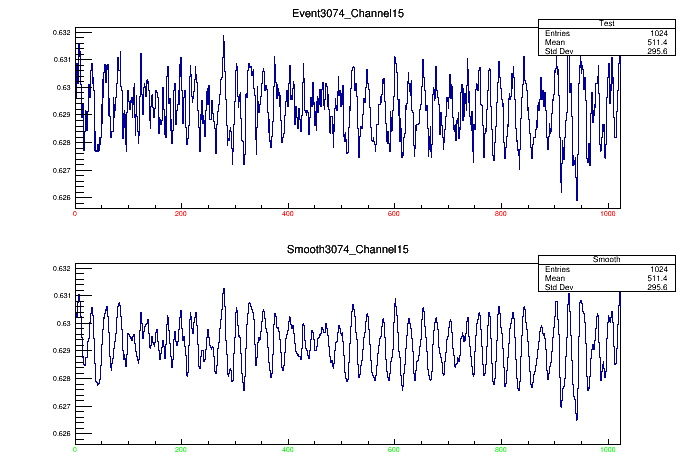 Event3074_Channel15
Test
Entries 1024
Mean 511.4
Std Dev 295.6
0.632
0.631
0.63
0.629
0.628
0.627
0.626
0 200 400 600 800 1000
Smooth3074_Channel15
Smooth
Entries 1024
Mean 511.4
Std Dev 295.6
0.632
0.631
0.63
0.629
0.628
0.627
0.626
0 200 400 600 800 1000